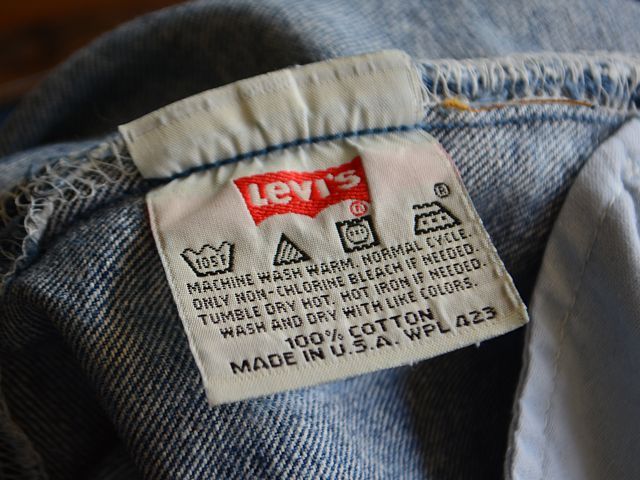 Levi's ®
®
105F
MACHINE WASH WARM, NORMAL CYCLE.
ONLY NON-CHLORINE BLEACH IF NEEDED.
TUMBLE DRY HOT, HOT IRON IF NEEDED.
WASH AND DRY WITH LIKE COLORS.
100% COTTON
MADE IN U.S.A. WPL 423